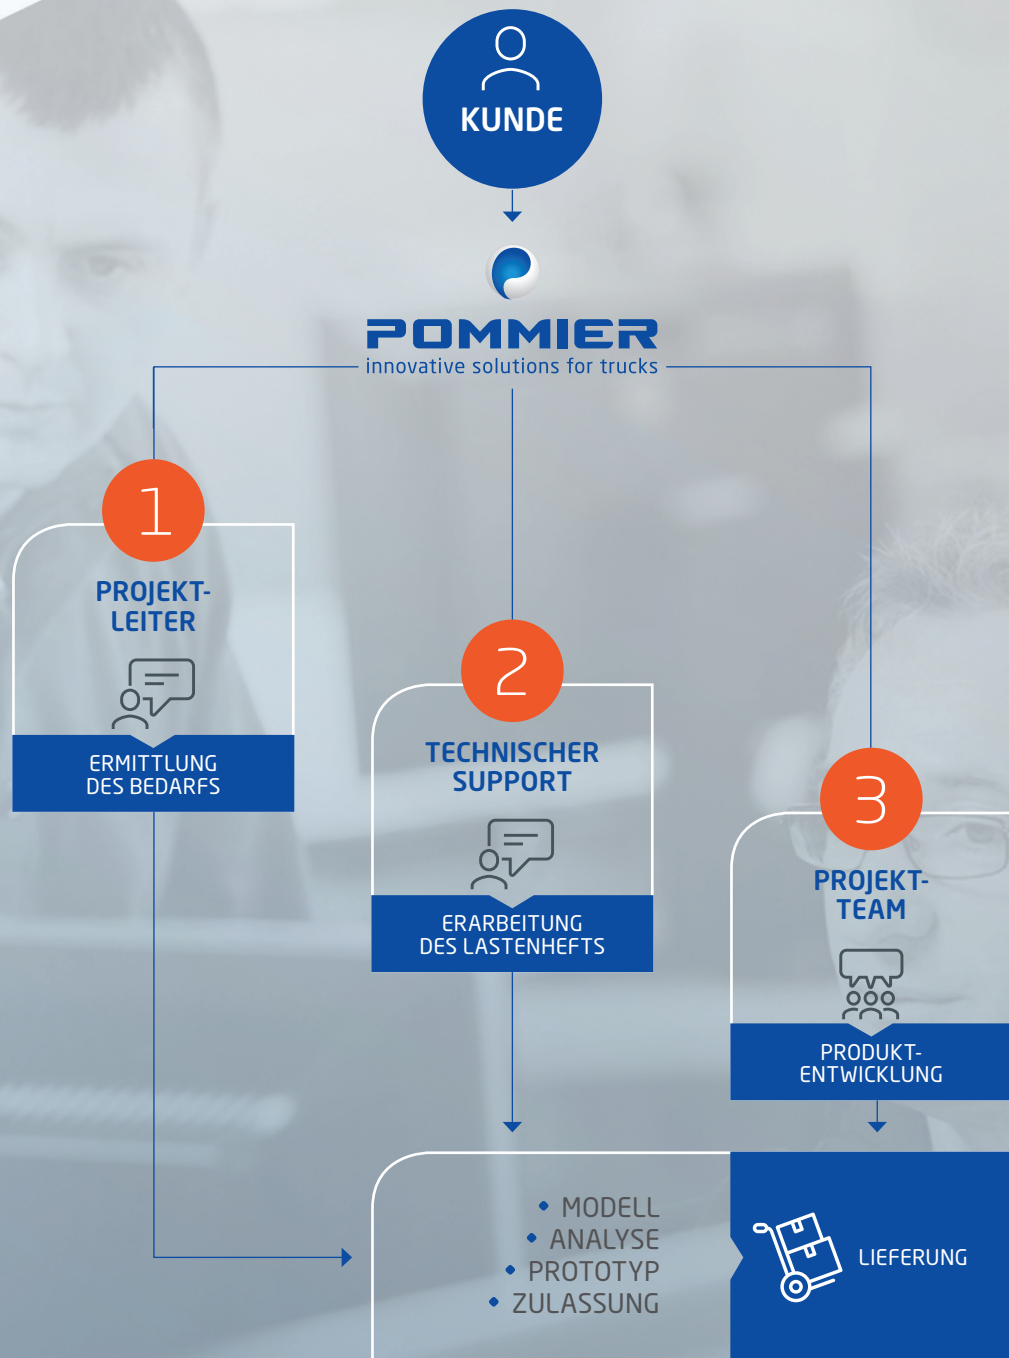 KUNDE
POMMIER
innovative solutions for trucks
1
PROJEKT-
LEITER
ERMITTLUNG
DES BEDARFS
2
TECHNISCHER
SUPPORT
ERARBEITUNG
DES LASTENHEFTS
3
PROJEKT-
TEAM
PRODUKT-
ENTWICKLUNG
• MODELL
• ANALYSE
• PROTOTYP
• ZULASSUNG
LIEFERUNG